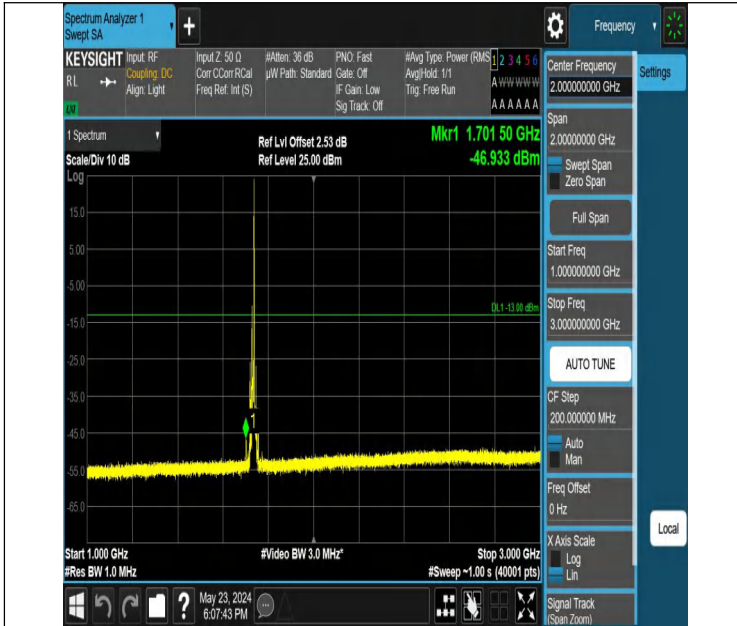 Spectrum Analyzer 1
Swept SA
+
Frequency
KEYSIGHT
RL
Input: RF
Coupling: DC
Align: Light
Input Z: 50 Ω
Corr CCorr RCal
Freq Ref: Int (S)
#Atten: 36 dB
µW Path: Standard
PNO: Fast
Gate: Off
IF Gain: Low
Sig Track: Off
#Avg Type: Power (RMS
Avg|Hold: 1/1
Trig: Free Run
1 2 3 4 5 6
A W W W W W
A A A A A A
1 Spectrum
Scale/Div 10 dB
Ref Lvl Offset 2.53 dB
Ref Level 25.00 dBm
Mkr1 1.701 50 GHz
-46.933 dBm
Log
15.0
5.00
-5.00
DL1 -13.00 dBm
-15.0
-25.0
-35.0
1
-45.0
-55.0
-65.0
Start 1.000 GHz
#Res BW 1.0 MHz
#Video BW 3.0 MHz*
Stop 3.000 GHz
#Sweep ~1.00 s (40001 pts)
?
May 23, 2024
6:07:43 PM
Center Frequency
2.000000000 GHz
Settings
Span
2.00000000 GHz
Swept Span
Zero Span
Full Span
Start Freq
1.000000000 GHz
Stop Freq
3.000000000 GHz
AUTO TUNE
CF Step
200.000000 MHz
Auto
Man
Freq Offset
0 Hz
Local
X Axis Scale
Log
Lin
Signal Track
(Span Zoom)